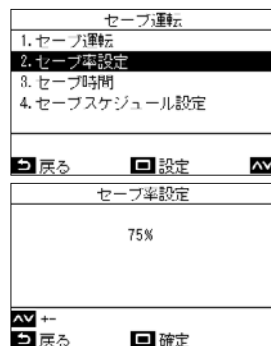 セーブ運転
1.セーブ運転
2.セーブ率設定
3.セーブ時間
4.セーブスケジュール設定
戻る 設定
セーブ率設定
75%
+-
戻る 確定